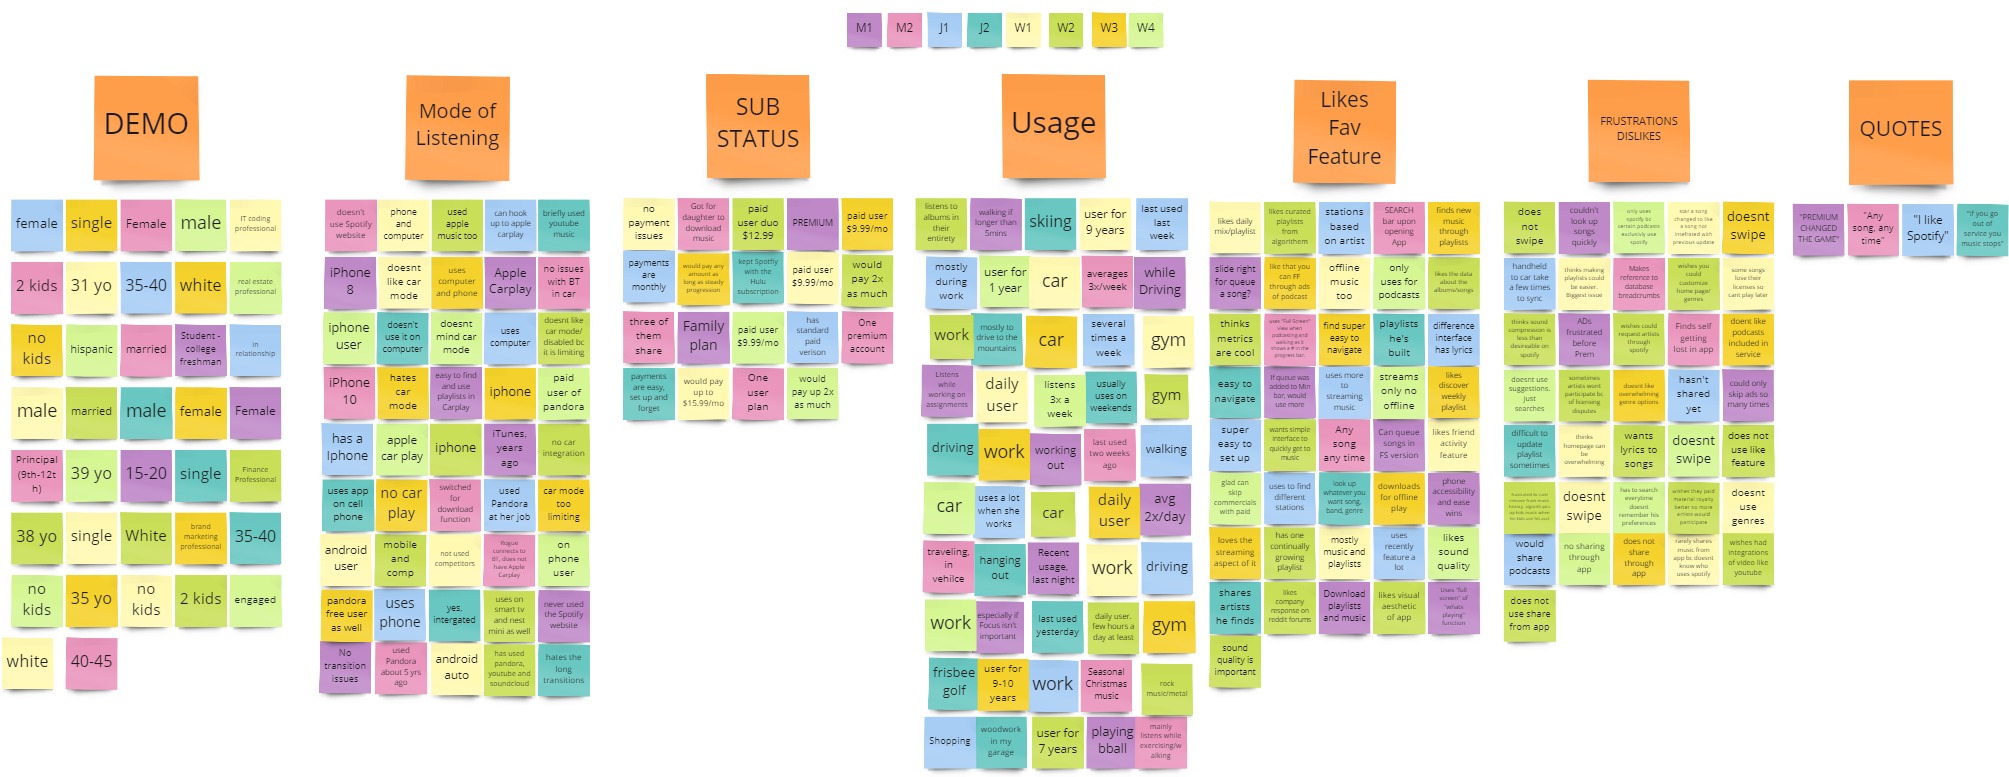 M1
M2
J1
J2
W1
W2
W3
W4
DEMO
female
single
Female
male
IT coding
professional
2 kids
31 yo
35-40
white
real estate
professional
no
kids
hispanic
married
Student -
college
freshman
in
relationship
male
married
male
female
Female
Principal
(9th-12t
h)
39 yo
15-20
single
Finance
Professional
38 yo
single
White
brand
marketing
professional
35-40
no
kids
35 yo
no
kids
2 kids
engaged
white
40-45
Mode of
Listening
doesn't
use Spotify
website
phone
and
computer
used
apple
music too
can hook
up to apple
carplay
briefly used
youtube
music
iPhone
8
doesnt
like car
mode
uses
computer
and phone
Apple
Carplay
no issues
with BT
in car
iphone
user
doesn't
use it on
computer
doesnt
mind car
mode
uses
computer
doesnt like
car mode/
disabled bc
it is limiting
iPhone
10
hates
car
mode
easy to find
and use
playlists in
Carplay
iphone
paid
user of
pandora
has a
Iphone
apple
car play
iphone
iTunes,
years
ago
no car
integration
uses app
on cell
phone
no car
play
switched
for
download
function
used
Pandora
at her job
car mode
too
limiting
android
user
mobile
and
comp
not used
competitors
Rogue
connects to
BT, does not
have Apple
Carplay
on
phone
user
pandora
free user
as well
uses
phone
yes,
intergated
uses on
smart tv
and nest
mini as well
never used
the Spotify
website
No
transition
issues
used
Pandora
about 5 yrs
ago
android
auto
has used
pandora,
youtube and
soundcloud
hates the
long
transitions
SUB
STATUS
no
payment
issues
Got for
daughter to
download
music
paid
user duo
$12.99
PREMIUM
paid user
$9.99/mo
payments
are
monthly
would pay any
amount as
long as steady
progression
kept Spotfiy
with the
Hulu
subscription
paid user
$9.99/mo
would
pay 2x
as much
three of
them
share
Family
plan
paid user
$9.99/mo
has
standard
paid
verison
One
premium
account
payments
are easy,
set up and
forget
would pay
up to
$15.99/mo
One
user
plan
would
pay up 2x
as much
Usage
listens to
albums in
their
entirety
walking if
longer than
5mins
skiing
user for
9 years
last used
last
week
mostly
during
work
user for
1 year
car
averages
3x/week
while
Driving
work
mostly to
drive to the
mountains
car
several
times a
week
gym
Listens
while
working on
assignments
daily
user
listens
3x a
week
usually
uses on
weekends
gym
driving
work
working
out
last used
two weeks
ago
walking
car
uses a lot
when she
works
car
daily
user
avg
2x/day
traveling,
in
vehilce
hanging
out
Recent
usage,
last night
work
driving
work
especially if
Focus isn't
important
last used
yesterday
daily user.
few hours a
day at least
gym
frisbee
golf
user for
9-10
years
work
Seasonal
Christmas
music
rock
music/metal
Shopping
woodwork
in my
garage
user for
7 years
playing
bball
mainly
listens while
exercising/w
alking
Likes
Fav
Feature
likes daily
mix/playlist
likes curated
playlists
from
algorithem
stations
based
on artist
SEARCH
bar upon
opening
App
finds new
music
through
playlists
slide right
for queue
a song?
like that you
can FF
through ads
of podcast
offline
music
too
only
uses for
podcasts
likes the data
about the
albums/songs
thinks
metrics
are cool
uses "Full Screen"
view when
podcasting and
walking as it
shows a # in the
progress bar.
find super
easy to
navigate
playlists
he's
built
difference
interface
has lyrics
easy to
navigate
If queue was
added to Min
bar, would
use more
uses more
to
streaming
music
streams
only no
offline
likes
discover
weekly
playlist
super
easy to
set up
wants simple
interface to
quickly get to
music
Any
song
any time
Can queue
songs in
FS version
likes friend
activity
feature
glad can
skip
commercials
with paid
uses to find
different
stations
look up
whatever you
want song,
band, genre
downloads
for offline
play
phone
accessibility
and ease
wins
loves the
streaming
aspect of it
has one
continually
growing
playlist
mostly
music and
playlists
uses
recently
feature a
lot
likes
sound
quality
shares
artists
he finds
likes
company
response on
reddit forums
Download
playlists
and music
likes visual
aesthetic
of app
Uses "full
screen" of
"whats
playing"
function
sound
quality is
important
FRUSTRATIONS
DISLIKES
does
not
swipe
couldn't
look up
songs
quickly
only uses
spotify bc
certain podcasts
exclusively use
spotify
star a song
changed to like
a song not
intefrated with
previous update
doesnt
swipe
handheld
to car take
a few times
to sync
thinks making
playlists could
be easier.
Biggest issue
Makes
reference to
database
breadcrumbs
wishes you
could
customize
home page/
genres
some songs
lose their
licenses so
cant play later
thinks sound
compression is
less than
desireable on
spotify
ADs
frustrated
before
Prem
wishes could
request artists
through
spotify
Finds self
getting
lost in app
doent like
podcasts
included in
service
doesnt use
suggestions.
just
searches
sometimes
artists wont
participate bc
of licensing
disputes
doesnt like
overwhelming
genre options
hasn't
shared
yet
could only
skip ads so
many times
difficult to
update
playlist
sometimes
thinks
homepage can
be
overwhelming
wants
lyrics to
songs
doesnt
swipe
does not
use like
feature
doesnt
swipe
has to search
everytime
doesnt
remember his
preferences
wishes they paid
material royalty
better so more
artists would
participate
doesnt
use
genres
would
share
podcasts
no sharing
through
app
does not
share
through
app
rarely shares
music from
app bc doesnt
know who
uses spotify
wishes had
integrations
of video like
youtube
does not
use share
from app
QUOTES
"PREMIUM
CHANGED
THE GAME"
"Any
song, any
time"
"I like
Spotify"
"if you go
out of
service you
music stops"